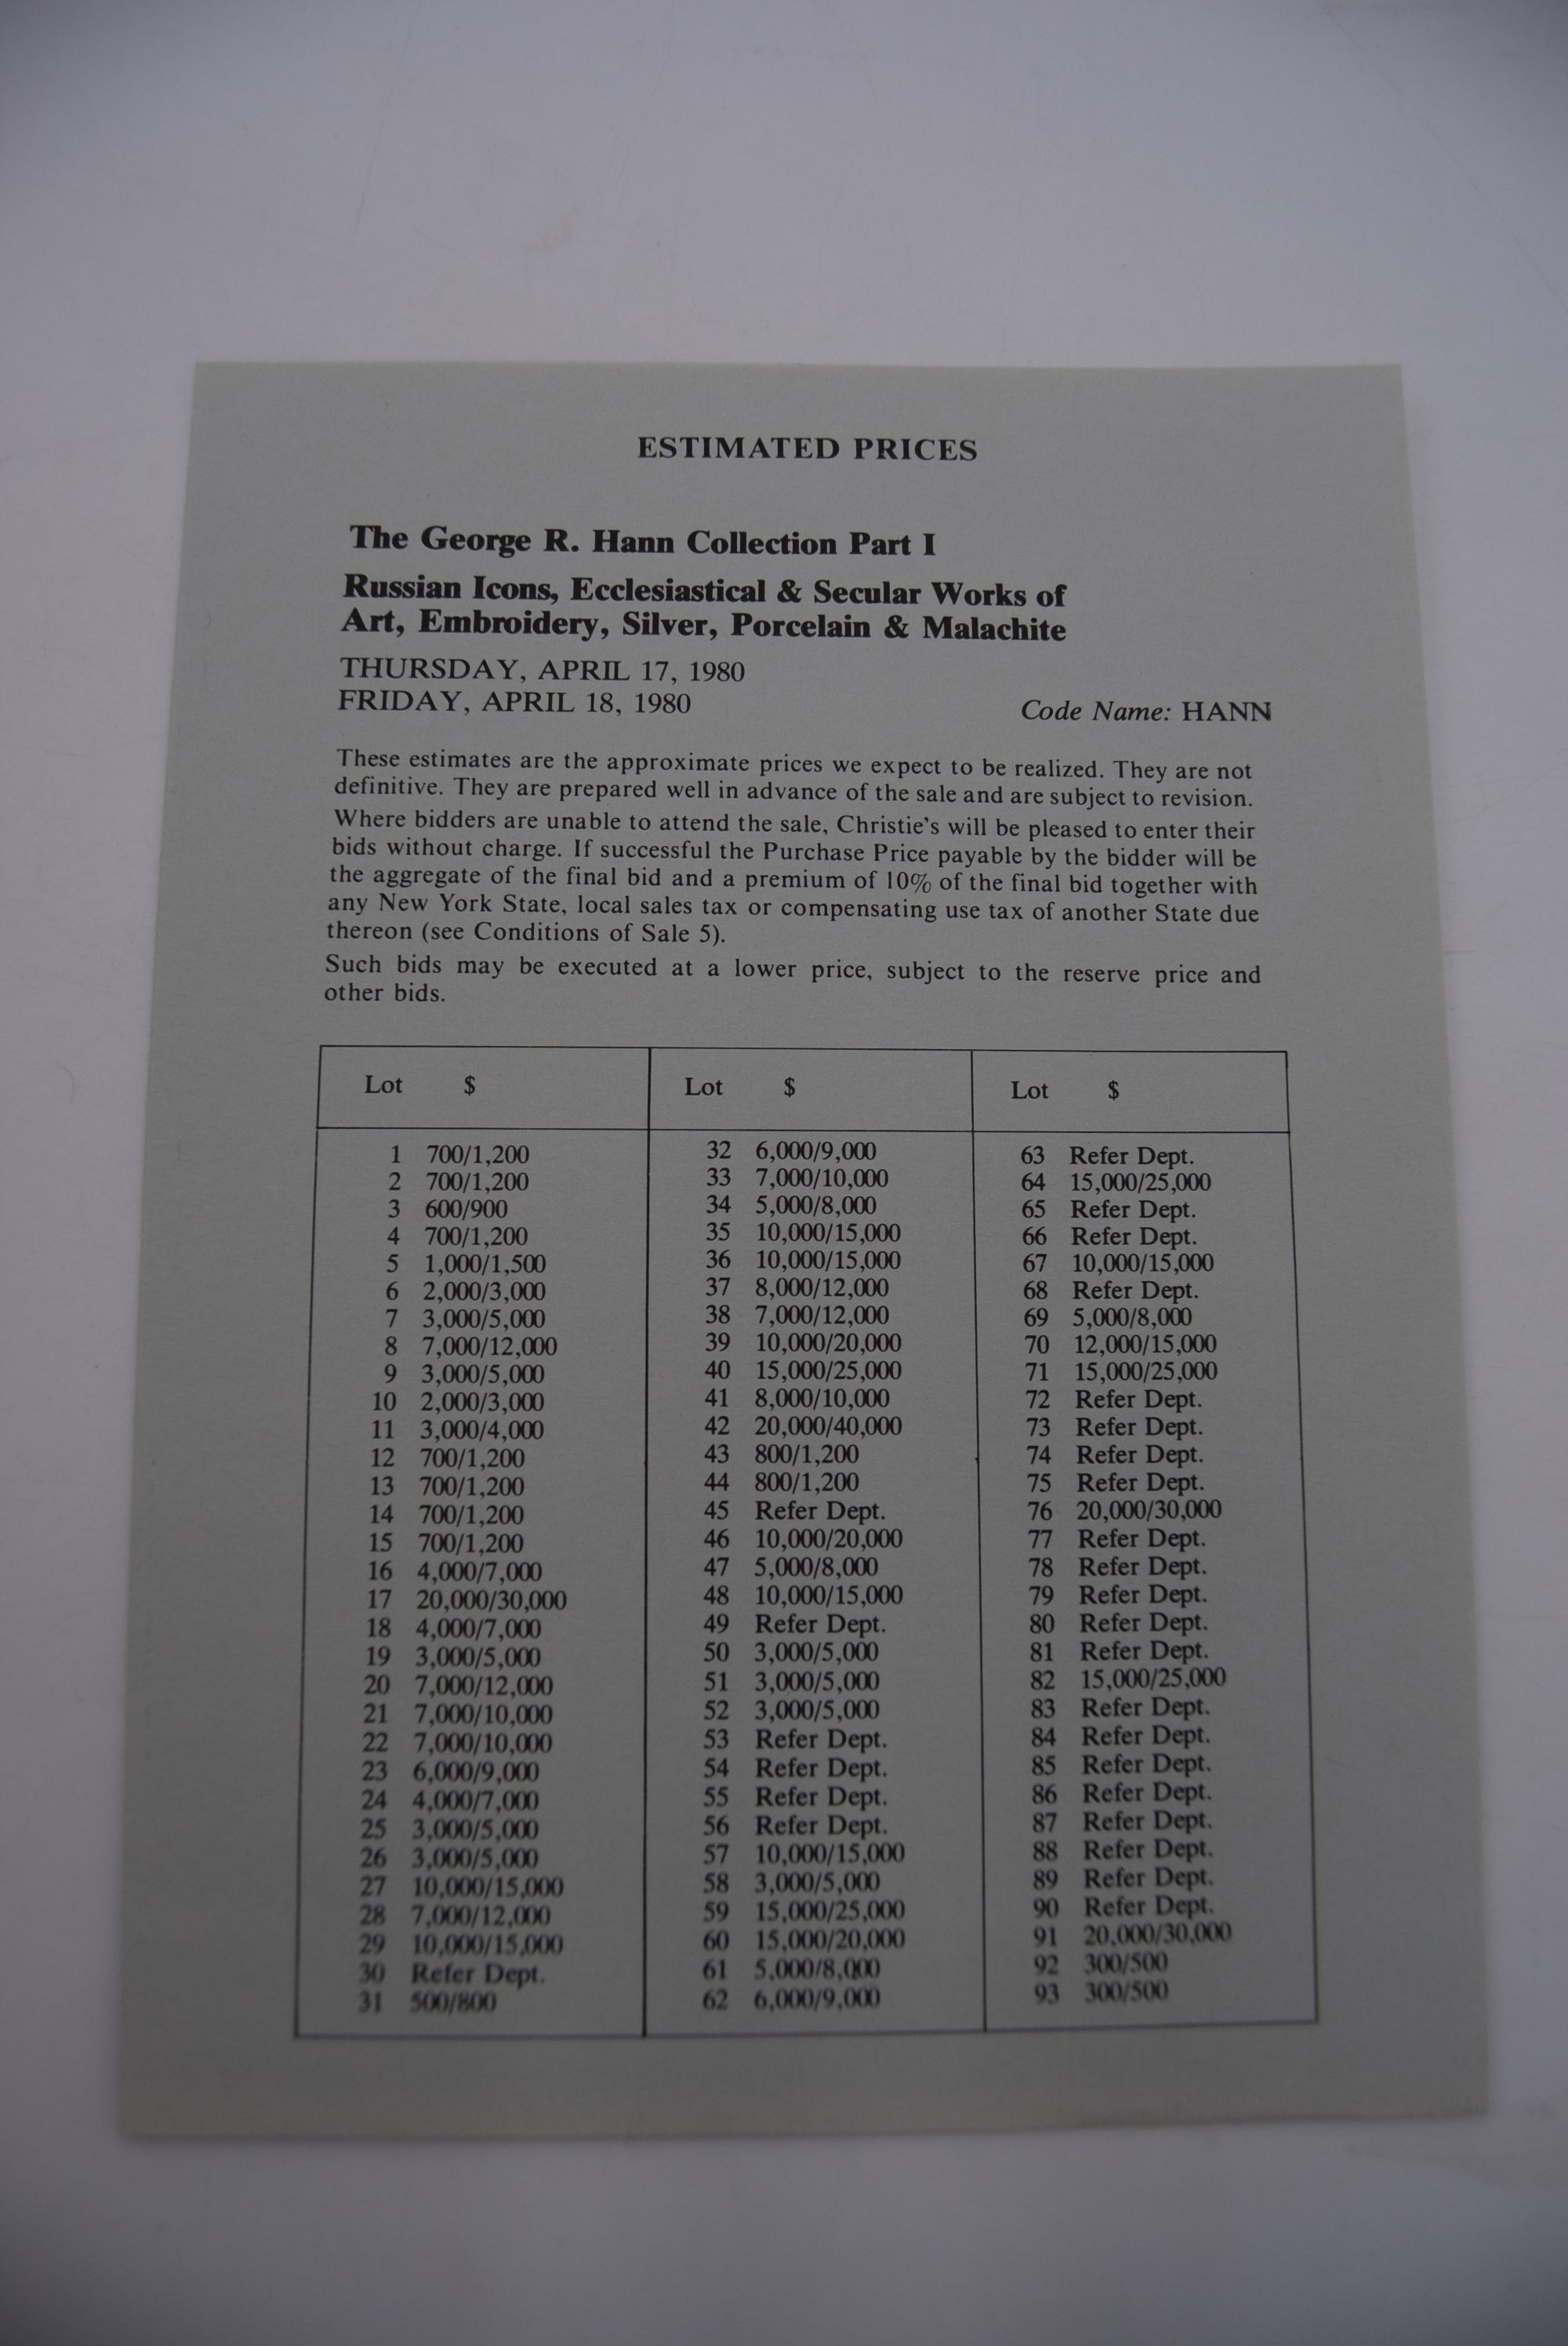 ESTIMATED PRICES
The George R. Hann Collection Part I
Russian Icons, Ecclesiastical & Secular Works of
Art, Embroidery, Silver, Porcelain & Malachite
THURSDAY, APRIL 17, 1980
FRIDAY, APRIL 18, 1980
Code Name: HANN
These estimates are the approximate prices we expect to be realized. They are not
definitive. They are prepared well in advance of the sale and are subject to revision.
Where bidders are unable to attend the sale, Christie's will be pleased to enter their
bids without charge. If successful the Purchase Price payable by the bidder will be
the aggregate of the final bid and a premium of 10% of the final bid together with
any New York State, local sales tax or compensating use tax of another State due
thereon (see Conditions of Sale 5).
Such bids may be executed at a lower price, subject to the reserve price and
other bids.
Lot $
1 700/1,200
2 700/1,200
3 600/900
4 700/1,200
5 1,000/1,500
6 2,000/3,000
7 3,000/5,000
8 7,000/12,000
9 3,000/5,000
10 2,000/3,000
11 3,000/4,000
12 700/1,200
13 700/1,200
14 700/1,200
15 700/1,200
16 4,000/7,000
17 20,000/30,000
18 4,000/7,000
19 3,000/5,000
20 7,000/12,000
21 7,000/10,000
22 7,000/10,000
23 6,000/9,000
24 4,000/7,000
25 3,000/5,000
26 3,000/5,000
27 10,000/15,000
28 7,000/12,000
29 10,000/15,000
30 Refer Dept.
31 500/800
Lot $
32 6,000/9,000
33 7,000/10,000
34 5,000/8,000
35 10,000/15,000
36 10,000/15,000
37 8,000/12,000
38 7,000/12,000
39 10,000/20,000
40 15,000/25,000
41 8,000/10,000
42 20,000/40,000
43 800/1,200
44 800/1,200
45 Refer Dept.
46 10,000/20,000
47 5,000/8,000
48 10,000/15,000
49 Refer Dept.
50 3,000/5,000
51 3,000/5,000
52 3,000/5,000
53 Refer Dept.
54 Refer Dept.
55 Refer Dept.
56 Refer Dept.
57 10,000/15,000
58 3,000/5,000
59 15,000/25,000
60 15,000/20,000
61 5,000/8,000
62 6,000/9,000
Lot $
63 Refer Dept.
64 15,000/25,000
65 Refer Dept.
66 Refer Dept.
67 10,000/15,000
68 Refer Dept.
69 5,000/8,000
70 12,000/15,000
71 15,000/25,000
72 Refer Dept.
73 Refer Dept.
74 Refer Dept.
75 Refer Dept.
76 20,000/30,000
77 Refer Dept.
78 Refer Dept.
79 Refer Dept.
80 Refer Dept.
81 Refer Dept.
82 15,000/25,000
83 Refer Dept.
84 Refer Dept.
85 Refer Dept.
86 Refer Dept.
87 Refer Dept.
88 Refer Dept.
89 Refer Dept.
90 Refer Dept.
91 20,000/30,000
92 300/500
93 300/500